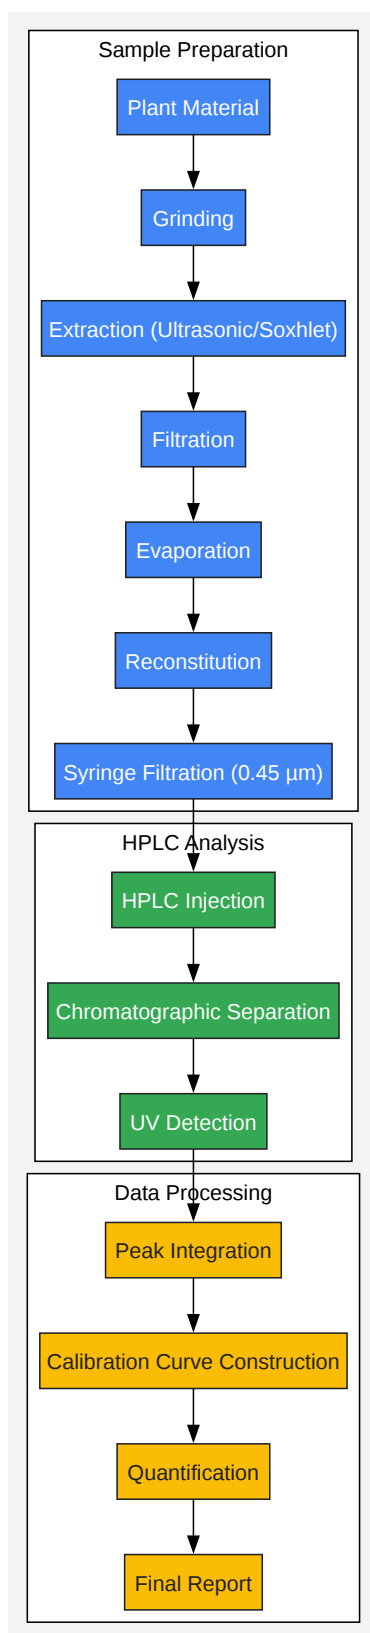 Sample Preparation
Plant Material
Grinding
Extraction (Ultrasonic/Soxhlet)
Filtration
Evaporation
Reconstitution
Syringe Filtration (0.45 µm)
HPLC Analysis
HPLC Injection
Chromatographic Separation
UV Detection
Data Processing
Peak Integration
Calibration Curve Construction
Quantification
Final Report